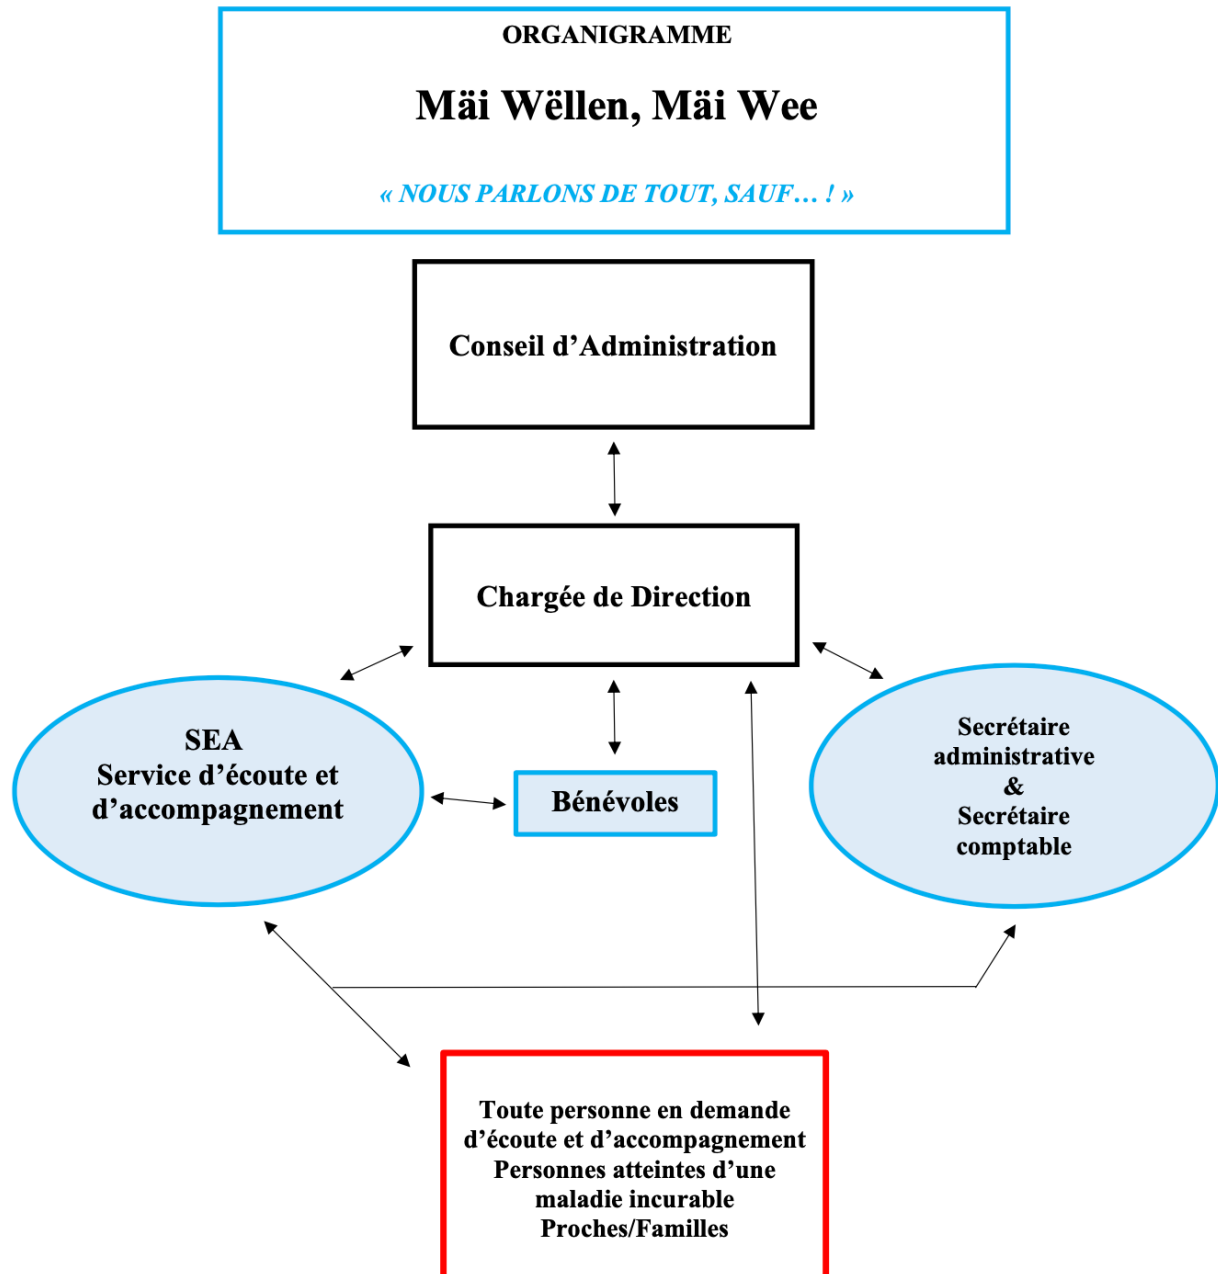 ORGANIGRAMME
Mäi Wëllen, Mäi Wee
« NOUS PARLONS DE TOUT, SAUF… ! »
Conseil d’Administration
Chargée de Direction
SEA
Service d’écoute et
d’accompagnement
Bénévoles
Secrétaire
administrative
&
Secrétaire
comptable
Toute personne en demande
d’écoute et d’accompagnement
Personnes atteintes d’une
maladie incurable
Proches/Familles